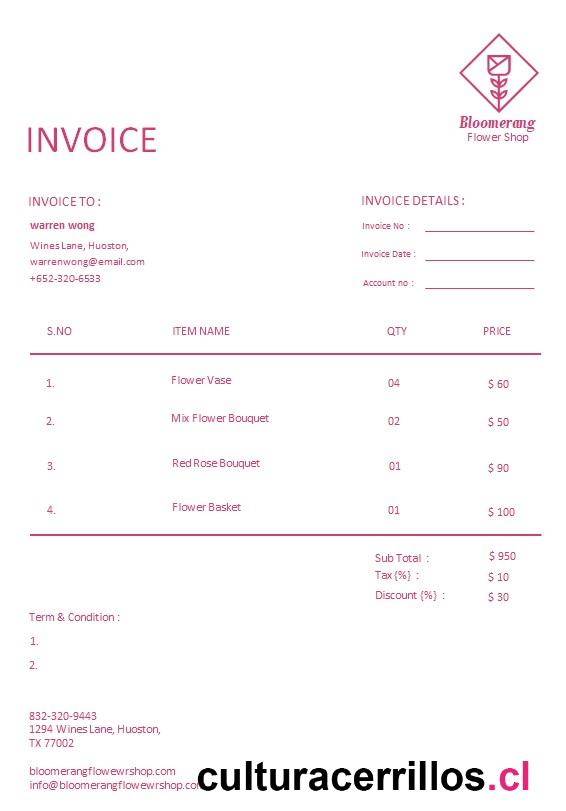 Bloomerang
Flower Shop
INVOICE
INVOICE TO :
warren wong
Wines Lane, Huoston,
warrenwong@email.com
+652-320-6533
INVOICE DETAILS :
Invoice No :
Invoice Date :
Account no :
S.NO ITEM NAME QTY PRICE
1. Flower Vase 04 $ 60
2. Mix Flower Bouquet 02 $ 50
3. Red Rose Bouquet 01 $ 90
4. Flower Basket 01 $ 100
Sub Total : $ 950
Tax {%} : $ 10
Discount {%} : $ 30
Term & Condition :
1.
2.
832-320-9443
1294 Wines Lane, Huoston,
TX 77002
bloomerangflowewrshop.com
info@bloomerangflowewrshop.com
culturacerrillos.cl